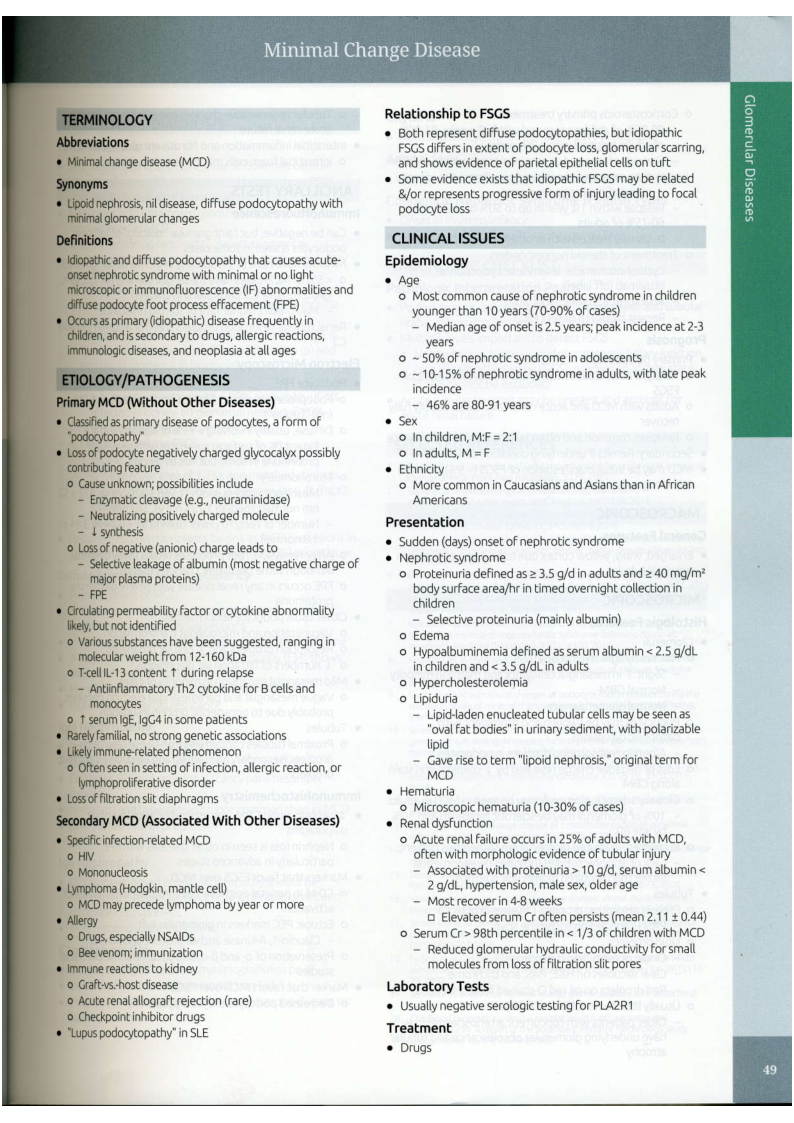 Minimal Change Disease
TERMINOLOGY
Abbreviations
• Minimal change disease (MCD)
Synonyms
• Lipoid nephrosis, nil disease, diffuse podocytopathy with
minimal glomerular changes
Definitions
• Idiopathic and diffuse podocytopathy that causes acute-
onset nephrotic syndrome with minimal or no light
microscopic or immunofluorescence (IF) abnormalities and
diffuse podocyte foot process effacement (FPE)
• Occurs as primary (idiopathic) disease frequently in
children, and is secondary to drugs, allergic reactions,
immunologic diseases, and neoplasia at all ages
ETIOLOGY/PATHOGENESIS
Primary MCD (Without Other Diseases)
• Classified as primary disease of podocytes, a form of
"podocytopathy"
• Loss of podocyte negatively charged glycocalyx possibly
contributing feature
o Cause unknown; possibilities include
– Enzymatic cleavage (e.g., neuraminidase)
– Neutralizing positively charged molecule
– ↓ synthesis
o Loss of negative (anionic) charge leads to
– Selective leakage of albumin (most negative charge of
major plasma proteins)
– FPE
• Circulating permeability factor or cytokine abnormality
likely, but not identified
o Various substances have been suggested, ranging in
molecular weight from 12-160 kDa
o T-cell IL-13 content ↑ during relapse
– Antiinflammatory Th2 cytokine for B cells and
monocytes
o ↑ serum IgE, IgG4 in some patients
• Rarely familial, no strong genetic associations
• Likely immune-related phenomenon
o Often seen in setting of infection, allergic reaction, or
lymphoproliferative disorder
• Loss of filtration slit diaphragms
Secondary MCD (Associated With Other Diseases)
• Specific infection-related MCD
o HIV
o Mononucleosis
• Lymphoma (Hodgkin, mantle cell)
o MCD may precede lymphoma by year or more
• Allergy
o Drugs, especially NSAIDs
o Bee venom; immunization
• Immune reactions to kidney
o Graft-vs.-host disease
o Acute renal allograft rejection (rare)
o Checkpoint inhibitor drugs
• "Lupus podocytopathy" in SLE
Relationship to FSGS
• Both represent diffuse podocytopathies, but idiopathic
FSGS differs in extent of podocyte loss, glomerular scarring,
and shows evidence of parietal epithelial cells on tuft
• Some evidence exists that idiopathic FSGS may be related
&/or represents progressive form of injury leading to focal
podocyte loss
CLINICAL ISSUES
Epidemiology
• Age
o Most common cause of nephrotic syndrome in children
younger than 10 years (70-90% of cases)
– Median age of onset is 2.5 years; peak incidence at 2-3
years
o ~ 50% of nephrotic syndrome in adolescents
o ~ 10-15% of nephrotic syndrome in adults, with late peak
incidence
– 46% are 80-91 years
• Sex
o In children, M:F = 2:1
o In adults, M = F
• Ethnicity
o More common in Caucasians and Asians than in African
Americans
Presentation
• Sudden (days) onset of nephrotic syndrome
• Nephrotic syndrome
o Proteinuria defined as ≥ 3.5 g/d in adults and ≥ 40 mg/m²
body surface area/hr in timed overnight collection in
children
– Selective proteinuria (mainly albumin)
o Edema
o Hypoalbuminemia defined as serum albumin < 2.5 g/dL
in children and < 3.5 g/dL in adults
o Hypercholesterolemia
o Lipiduria
– Lipid-laden enucleated tubular cells may be seen as
"oval fat bodies" in urinary sediment, with polarizable
lipid
– Gave rise to term "lipoid nephrosis," original term for
MCD
• Hematuria
o Microscopic hematuria (10-30% of cases)
• Renal dysfunction
o Acute renal failure occurs in 25% of adults with MCD,
often with morphologic evidence of tubular injury
– Associated with proteinuria > 10 g/d, serum albumin <
2 g/dL, hypertension, male sex, older age
– Most recover in 4-8 weeks
□ Elevated serum Cr often persists (mean 2.11 ± 0.44)
o Serum Cr > 98th percentile in < 1/3 of children with MCD
– Reduced glomerular hydraulic conductivity for small
molecules from loss of filtration slit pores
Laboratory Tests
• Usually negative serologic testing for PLA2R1
Treatment
• Drugs
Glomerular Diseases
49